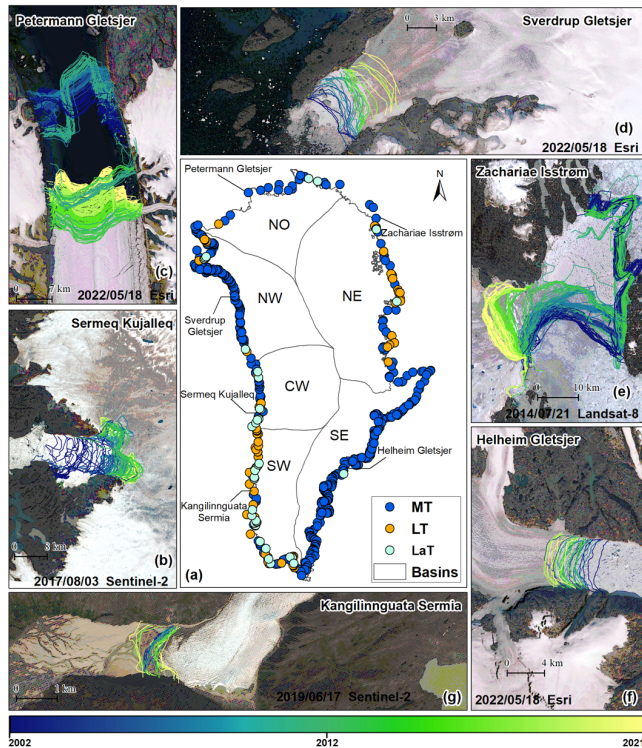 Petermann Gletsjer
0 7 km
(c)
2022/05/18 Esri
0 3 km
Sverdrup Gletsjer
(d)
2022/05/18 Esri
Sermeq Kujalleq
0 8 km
(b)
2017/08/03 Sentinel-2
Petermann Gletsjer
N
NO
Zachariae Isstrøm
NW
NE
Sverdrup
Gletsjer
CW
Sermeq Kujalleq
SE
Helheim Gletsjer
SW
Kangilinnguata
Sermia
MT
LT
LaT
Basins
(a)
Zachariae Isstrøm
0 10 km
(e)
2014/07/21 Landsat-8
Helheim Gletsjer
0 4 km
2022/05/18 Esri
(f)
Kangilinnguata Sermia
0 1 km
2019/06/17 Sentinel-2
(g)
2002 2012 2021